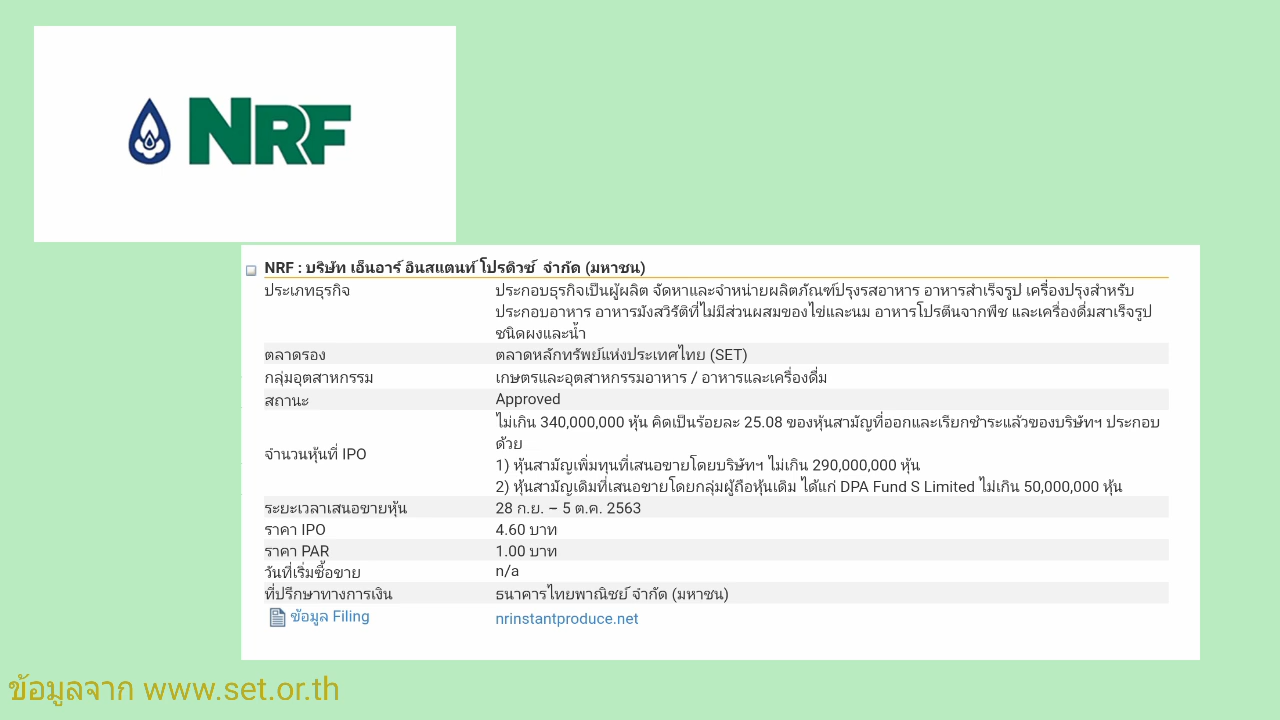 NRF
NRF : บริษัท เอ็นอาร์ อินสแตนท์ โปรดิวซ์ จำกัด (มหาชน)
ประเภทธุรกิจ ประกอบธุรกิจเป็นผู้ผลิต จัดหาและจำหน่ายผลิตภัณฑ์ปรุงรสอาหาร อาหารสำเร็จรูป เครื่องปรุงสำหรับ
ประกอบอาหาร อาหารมังสวิรัติที่ไม่มีส่วนผสมของไข่และนม อาหารโปรตีนจากพืช และเครื่องดื่มสาเร็จรูป
ชนิดผงและน้ำ
ตลาดรอง ตลาดหลักทรัพย์แห่งประเทศไทย (SET)
กลุ่มอุตสาหกรรม เกษตรและอุตสาหกรรมอาหาร / อาหารและเครื่องดื่ม
สถานะ Approved
จำนวนหุ้นที่ IPO ไม่เกิน 340,000,000 หุ้น คิดเป็นร้อยละ 25.08 ของหุ้นสามัญที่ออกและเรียกชำระแล้วของบริษัทฯ ประกอบ
ด้วย
1) หุ้นสามัญเพิ่มทุนที่เสนอขายโดยบริษัทฯ ไม่เกิน 290,000,000 หุ้น
2) หุ้นสามัญเดิมที่เสนอขายโดยกลุ่มผู้ถือหุ้นเดิม ได้แก่ DPA Fund S Limited ไม่เกิน 50,000,000 หุ้น
ระยะเวลาเสนอขายหุ้น 28 ก.ย. – 5 ต.ค. 2563
ราคา IPO 4.60 บาท
ราคา PAR 1.00 บาท
วันที่เริ่มซื้อขาย n/a
ที่ปรึกษาทางการเงิน ธนาคารไทยพาณิชย์ จำกัด (มหาชน)
ข้อมูล Filing nrinstantproduce.net
ข้อมูลจาก www.set.or.th